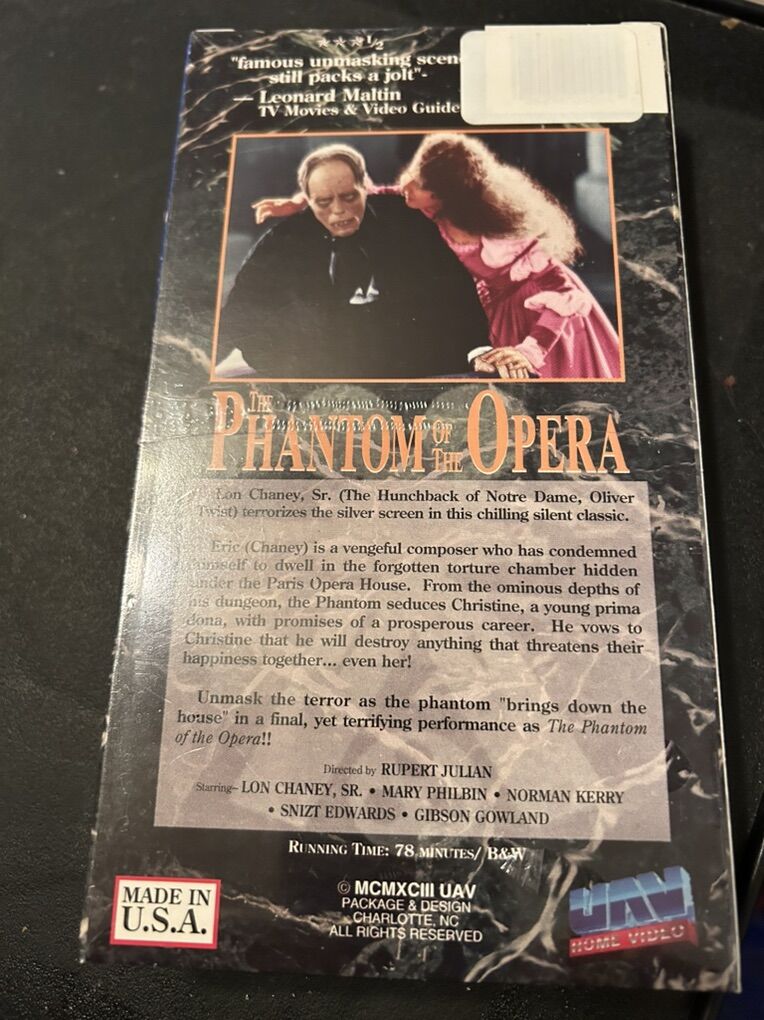 ★★★½
"famous unmasking scen
still packs a jolt"-
— Leonard Maltin
TV Movies & Video Guide
THE PHANTOM OF THE OPERA
Lon Chaney, Sr. (The Hunchback of Notre Dame, Oliver
Twist) terrorizes the silver screen in this chilling silent classic.
Eric (Chaney) is a vengeful composer who has condemned
himself to dwell in the forgotten torture chamber hidden
under the Paris Opera House. From the ominous depths of
his dungeon, the Phantom seduces Christine, a young prima
dona, with promises of a prosperous career. He vows to
Christine that he will destroy anything that threatens their
happiness together... even her!
Unmask the terror as the phantom "brings down the
house" in a final, yet terrifying performance as The Phantom
of the Opera!!
Directed by RUPERT JULIAN
Starring– LON CHANEY, SR. • MARY PHILBIN • NORMAN KERRY
• SNIZT EDWARDS • GIBSON GOWLAND
RUNNING TIME: 78 MINUTES/ B&W
MADE IN
U.S.A.
© MCMXCIII UAV
PACKAGE & DESIGN
CHARLOTTE, NC
ALL RIGHTS RESERVED
UAV
HOME VIDEO